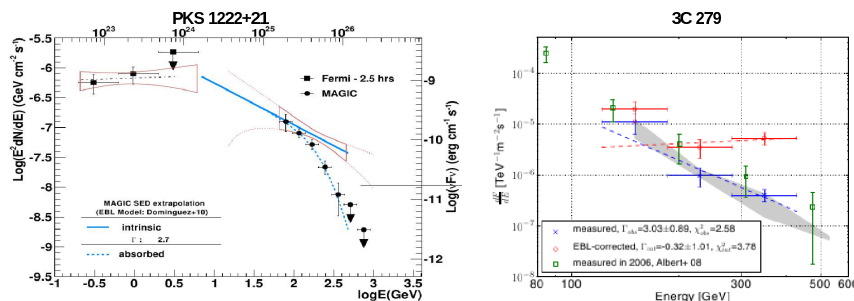 PKS 1222+21
10²³ 10²⁴ 10²⁵ 10²⁶
-5.5
-6
-6.5
-7
-7.5
-8
-8.5
-9
-9.5
Log(E²dN/dE) (GeV cm⁻² s⁻¹)
Fermi - 2.5 hrs
MAGIC
MAGIC SED extrapolation
(EBL Model: Dominguez+10)
intrinsic
Γ : 2.7
absorbed
-9
-10
-11
-12
Log(νFν) (erg cm⁻² s⁻¹)
-1 -0.5 0 0.5 1 1.5 2 2.5 3 3.5 4
logE(GeV)
3C 279
10⁻⁴
10⁻⁵
10⁻⁶
10⁻⁷
10⁻⁸
dF/dE [TeV⁻¹m⁻²s⁻¹]
measured, Γobs=3.03±0.89, χ²obs=2.58
EBL-corrected, Γint=-0.32±1.01, χ²int=3.78
measured in 2006, Albert+ 08
80 100 300 500 600
Energy [GeV]